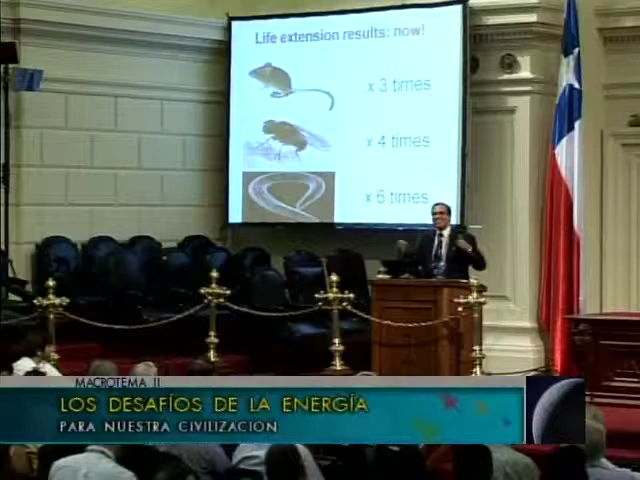 Life extension results: now!
x 3 times
x 4 times
x 6 times
MACROTEMA II
LOS DESAFÍOS DE LA ENERGÍA
PARA NUESTRA CIVILIZACIÓN